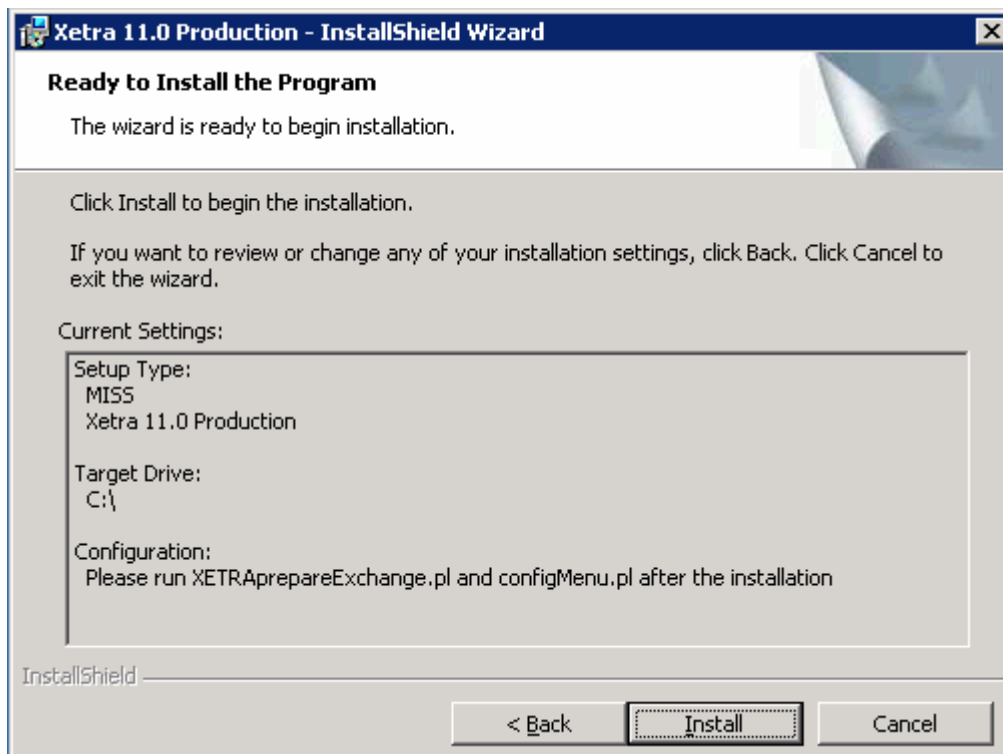 Xetra 11.0 Production - InstallShield Wizard
Ready to Install the Program
The wizard is ready to begin installation.
Click Install to begin the installation.
If you want to review or change any of your installation settings, click Back. Click Cancel to
exit the wizard.
Current Settings:
Setup Type:
MISS
Xetra 11.0 Production
Target Drive:
C:\
Configuration:
Please run XETRAprepareExchange.pl and configMenu.pl after the installation
InstallShield
< Back
Install
Cancel